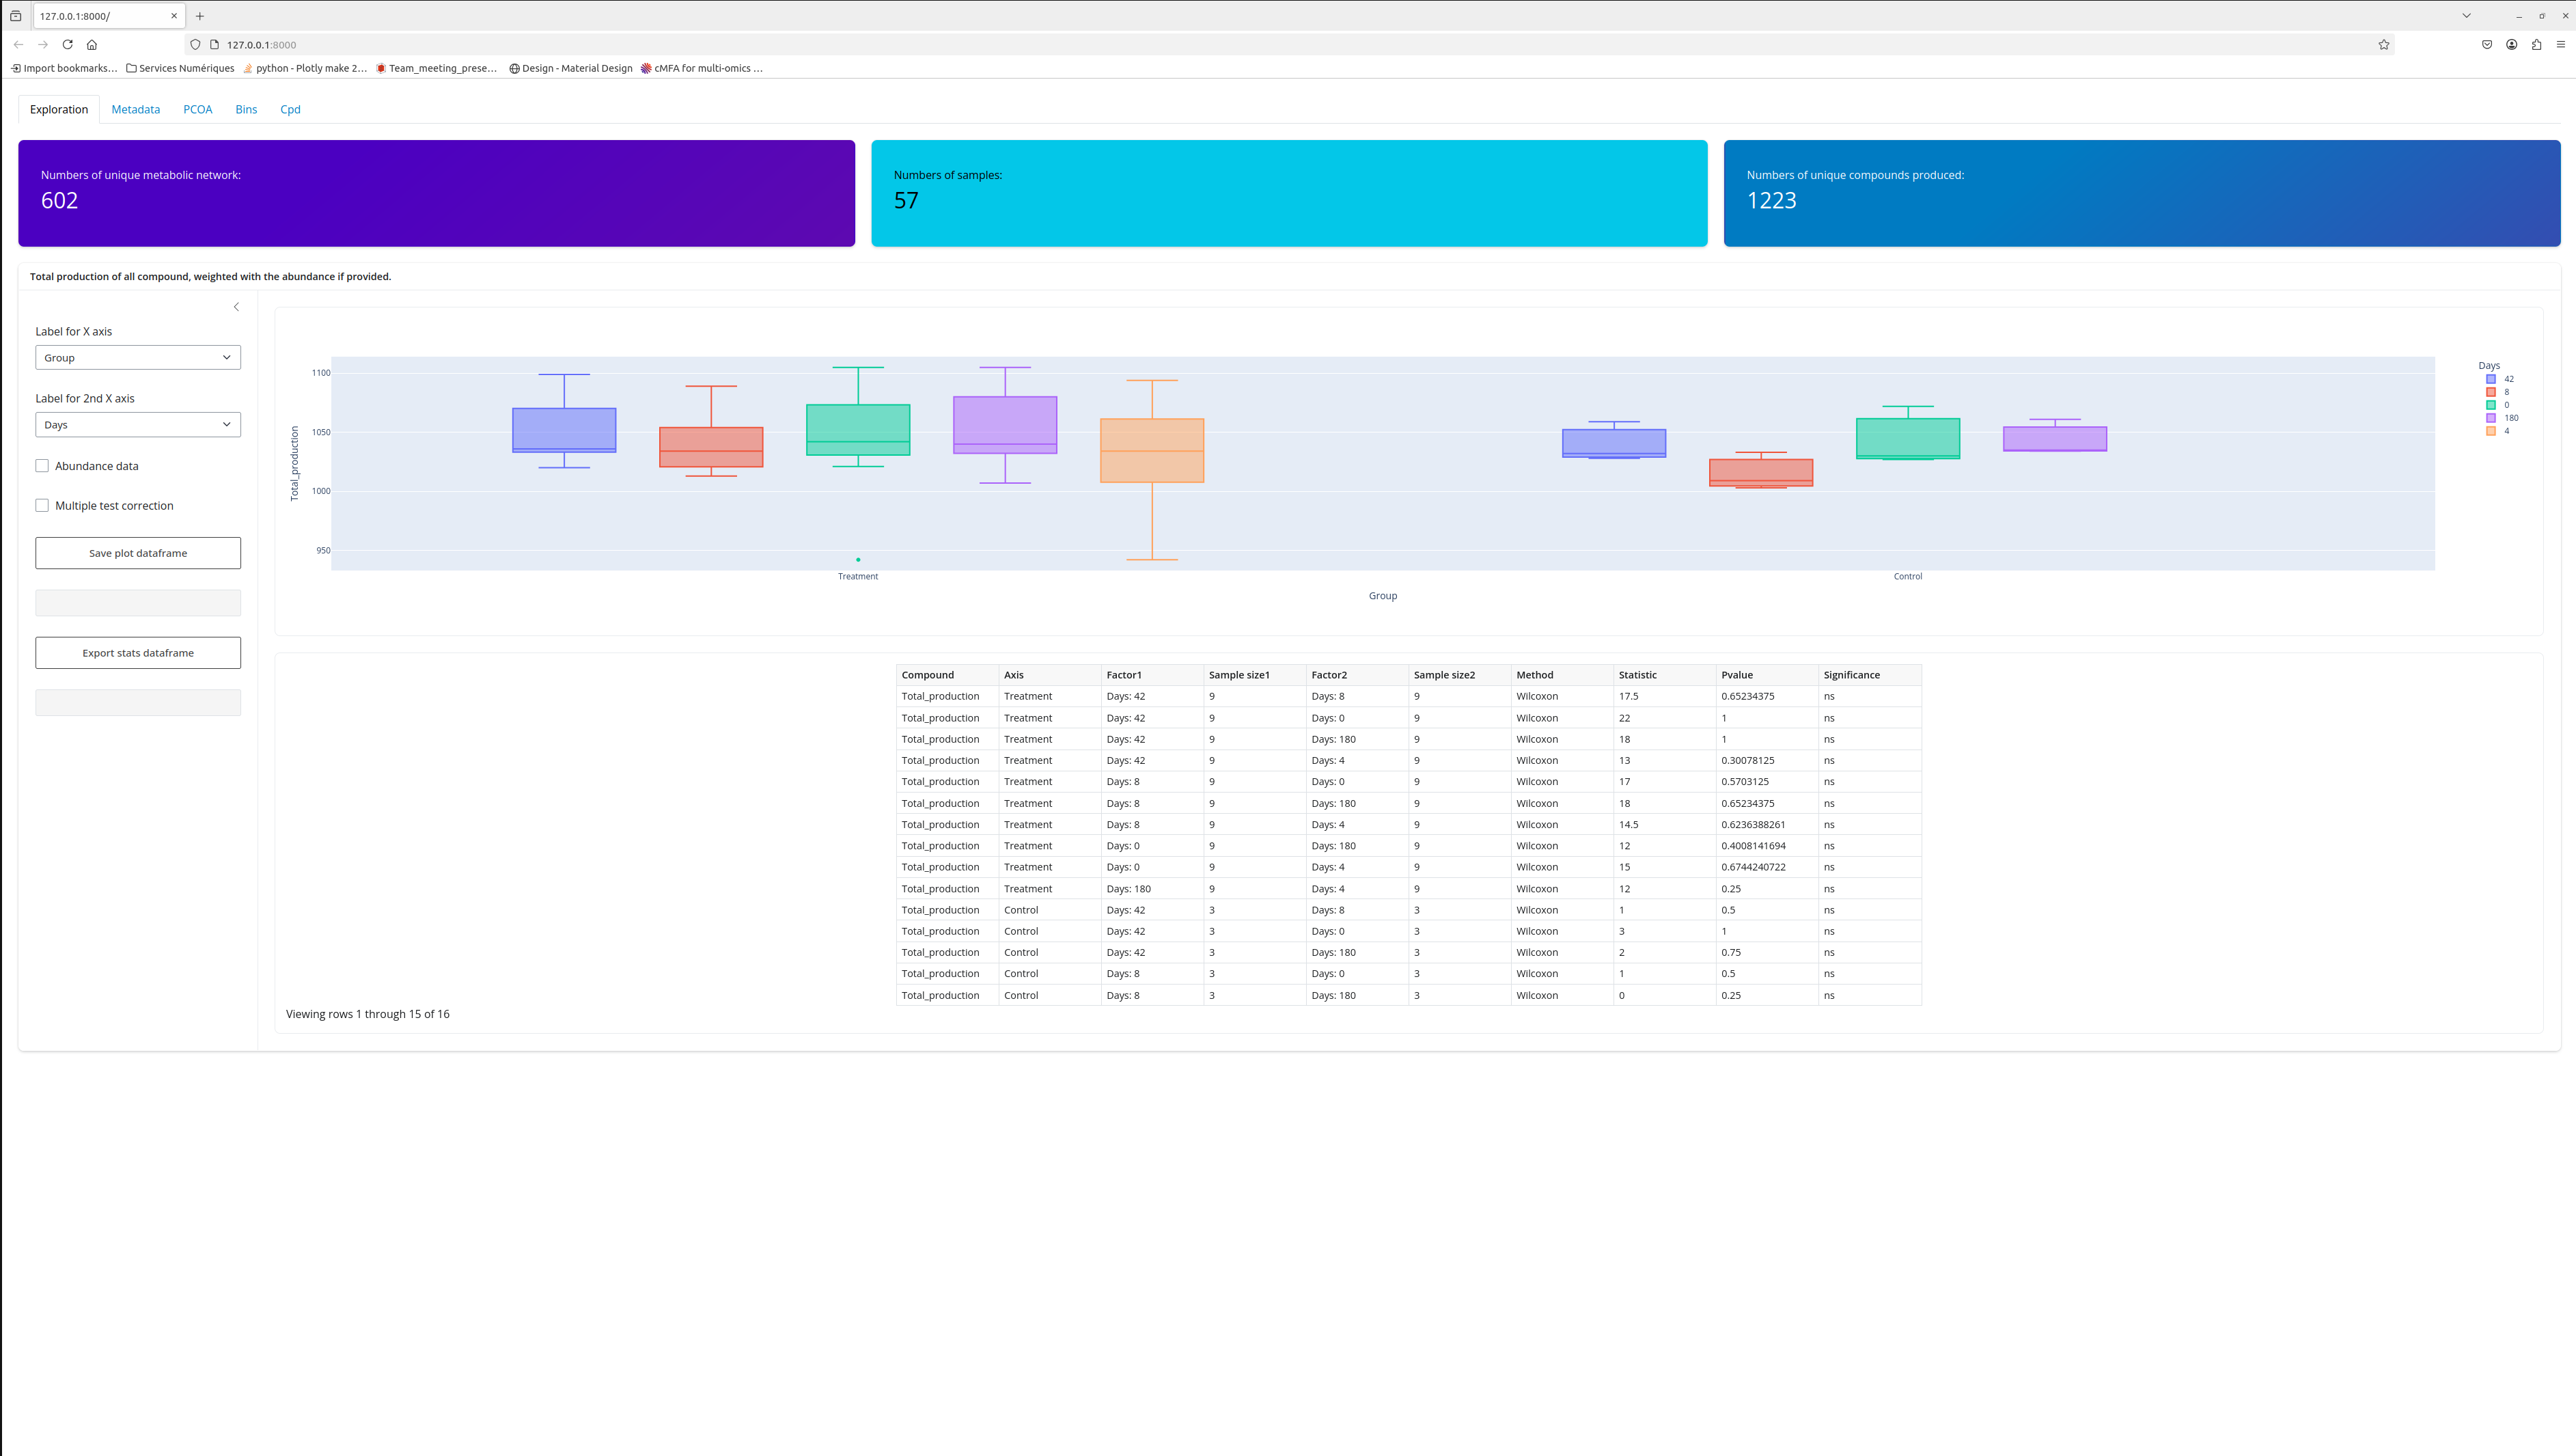 127.0.0.1:8000/
127.0.0.1:8000
Import bookmarks... Services Numériques python - Plotly make 2... Team_meeting_prese... Design - Material Design cMFA for multi-omics ...
Exploration Metadata PCOA Bins Cpd
Numbers of unique metabolic network:
602
Numbers of samples:
57
Numbers of unique compounds produced:
1223
Total production of all compound, weighted with the abundance if provided.
Label for X axis
Group
Label for 2nd X axis
Days
Abundance data
Multiple test correction
Save plot dataframe
Export stats dataframe
Total_production
1100
1050
1000
950
Treatment Control
Group
Days
42
8
0
180
4
Compound Axis Factor1 Sample size1 Factor2 Sample size2 Method Statistic Pvalue Significance
Total_production Treatment Days: 42 9 Days: 8 9 Wilcoxon 17.5 0.65234375 ns
Total_production Treatment Days: 42 9 Days: 0 9 Wilcoxon 22 1 ns
Total_production Treatment Days: 42 9 Days: 180 9 Wilcoxon 18 1 ns
Total_production Treatment Days: 42 9 Days: 4 9 Wilcoxon 13 0.30078125 ns
Total_production Treatment Days: 8 9 Days: 0 9 Wilcoxon 17 0.5703125 ns
Total_production Treatment Days: 8 9 Days: 180 9 Wilcoxon 18 0.65234375 ns
Total_production Treatment Days: 8 9 Days: 4 9 Wilcoxon 14.5 0.6236388261 ns
Total_production Treatment Days: 0 9 Days: 180 9 Wilcoxon 12 0.4008141694 ns
Total_production Treatment Days: 0 9 Days: 4 9 Wilcoxon 15 0.6744240722 ns
Total_production Treatment Days: 180 9 Days: 4 9 Wilcoxon 12 0.25 ns
Total_production Control Days: 42 3 Days: 8 3 Wilcoxon 1 0.5 ns
Total_production Control Days: 42 3 Days: 0 3 Wilcoxon 3 1 ns
Total_production Control Days: 42 3 Days: 180 3 Wilcoxon 2 0.75 ns
Total_production Control Days: 8 3 Days: 0 3 Wilcoxon 1 0.5 ns
Total_production Control Days: 8 3 Days: 180 3 Wilcoxon 0 0.25 ns
Viewing rows 1 through 15 of 16